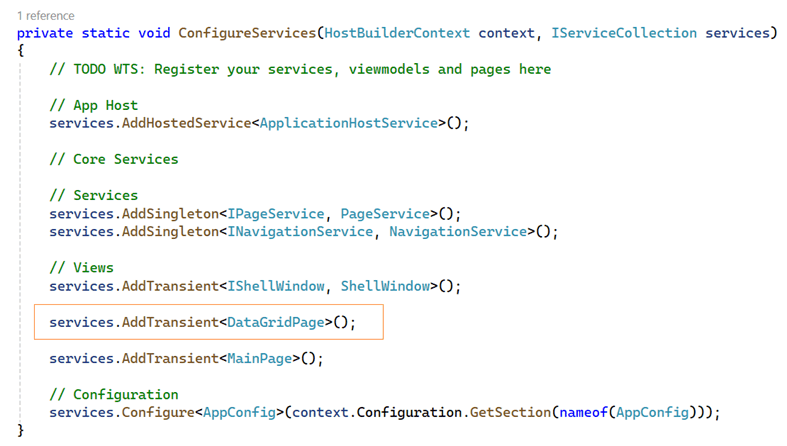 1 reference
private static void ConfigureServices(HostBuilderContext context, IServiceCollection services)
{
// TODO WTS: Register your services, viewmodels and pages here
// App Host
services.AddHostedService<ApplicationHostService>();
// Core Services
// Services
services.AddSingleton<IPageService, PageService>();
services.AddSingleton<INavigationService, NavigationService>();
// Views
services.AddTransient<IShellWindow, ShellWindow>();
services.AddTransient<DataGridPage>();
services.AddTransient<MainPage>();
// Configuration
services.Configure<AppConfig>(context.Configuration.GetSection(nameof(AppConfig)));
}